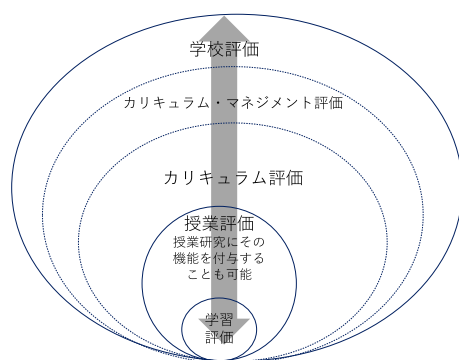 学校評価
カリキュラム・マネジメント評価
カリキュラム評価
授業評価
授業研究にその
機能を付与する
ことも可能
学習
評価